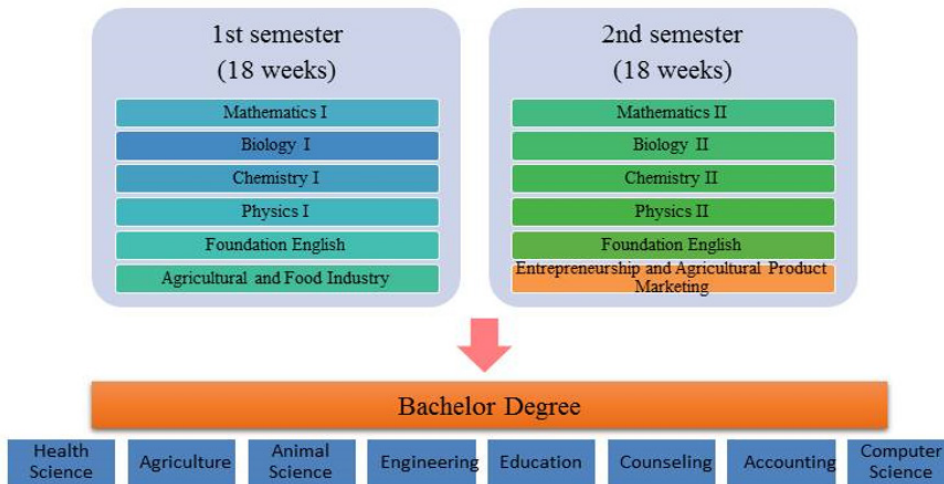 1st semester
(18 weeks)
Mathematics I
Biology I
Chemistry I
Physics I
Foundation English
Agricultural and Food Industry
2nd semester
(18 weeks)
Mathematics II
Biology II
Chemistry II
Physics II
Foundation English
Entrepreneurship and Agricultural Product
Marketing
Bachelor Degree
Health
Science
Agriculture
Animal
Science
Engineering
Education
Counseling
Accounting
Computer
Science